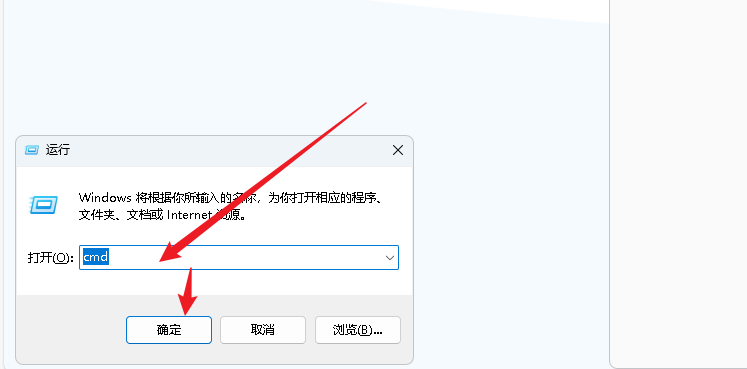 运行
Windows 将根据你所输入的名称，为你打开相应的程序、
文件夹、文档或 Internet 资源。
打开(O):
cmd
确定
取消
浏览(B)...